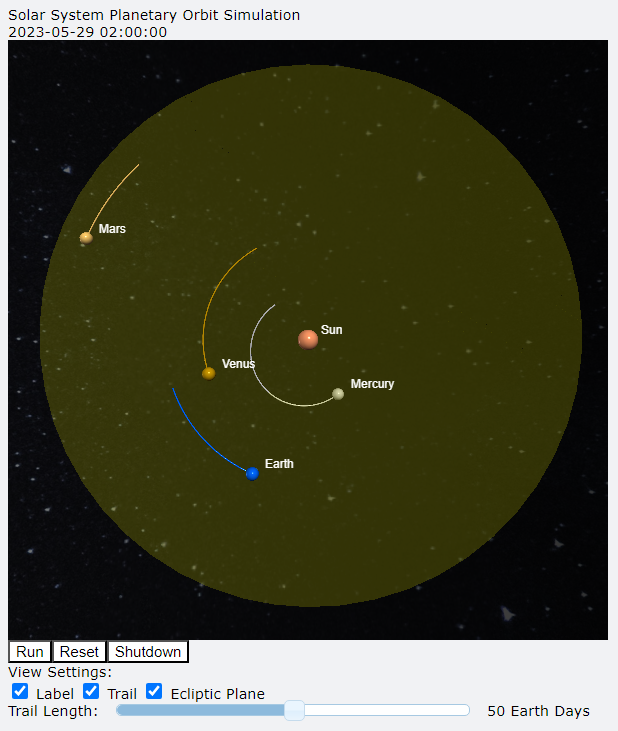 Solar System Planetary Orbit Simulation
2023-05-29 02:00:00
Mars
Sun
Venus
Mercury
Earth
Run Reset Shutdown
View Settings:
Label Trail Ecliptic Plane
Trail Length: 50 Earth Days